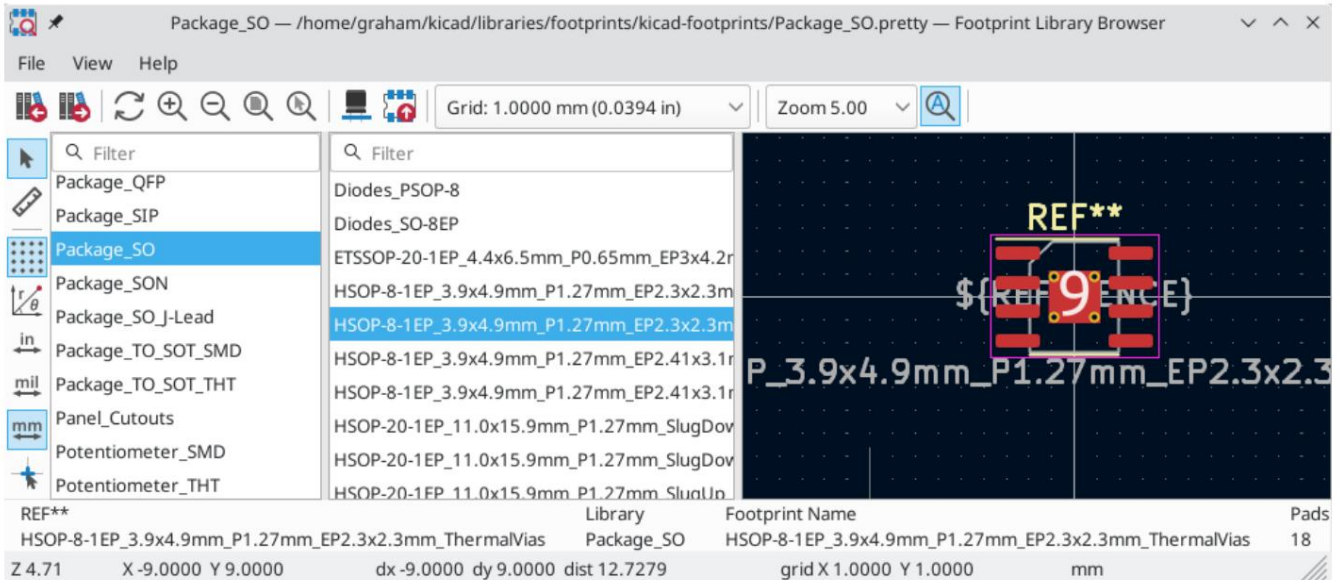 Package_SO — /home/graham/kicad/libraries/footprints/kicad-footprints/Package_SO.pretty — Footprint Library Browser
File View Help
Grid: 1.0000 mm (0.0394 in) Zoom 5.00
in
mil
mm
Filter
Package_QFP
Package_SIP
Package_SO
Package_SON
Package_SO_J-Lead
Package_TO_SOT_SMD
Package_TO_SOT_THT
Panel_Cutouts
Potentiometer_SMD
Potentiometer_THT
Filter
Diodes_PSOP-8
Diodes_SO-8EP
ETSSOP-20-1EP_4.4x6.5mm_P0.65mm_EP3x4.2r
HSOP-8-1EP_3.9x4.9mm_P1.27mm_EP2.3x2.3m
HSOP-8-1EP_3.9x4.9mm_P1.27mm_EP2.3x2.3m
HSOP-8-1EP_3.9x4.9mm_P1.27mm_EP2.41x3.1r
HSOP-8-1EP_3.9x4.9mm_P1.27mm_EP2.41x3.1r
HSOP-20-1EP_11.0x15.9mm_P1.27mm_SlugDow
HSOP-20-1EP_11.0x15.9mm_P1.27mm_SlugDow
HSOP-20-1EP_11.0x15.9mm_P1.27mm_SlugUp
REF**
${REFERENCE}
9
P_3.9x4.9mm_P1.27mm_EP2.3x2.3
REF** Library Footprint Name Pads
HSOP-8-1EP_3.9x4.9mm_P1.27mm_EP2.3x2.3mm_ThermalVias Package_SO HSOP-8-1EP_3.9x4.9mm_P1.27mm_EP2.3x2.3mm_ThermalVias 18
Z 4.71 X -9.0000 Y 9.0000 dx -9.0000 dy 9.0000 dist 12.7279 grid X 1.0000 Y 1.0000 mm